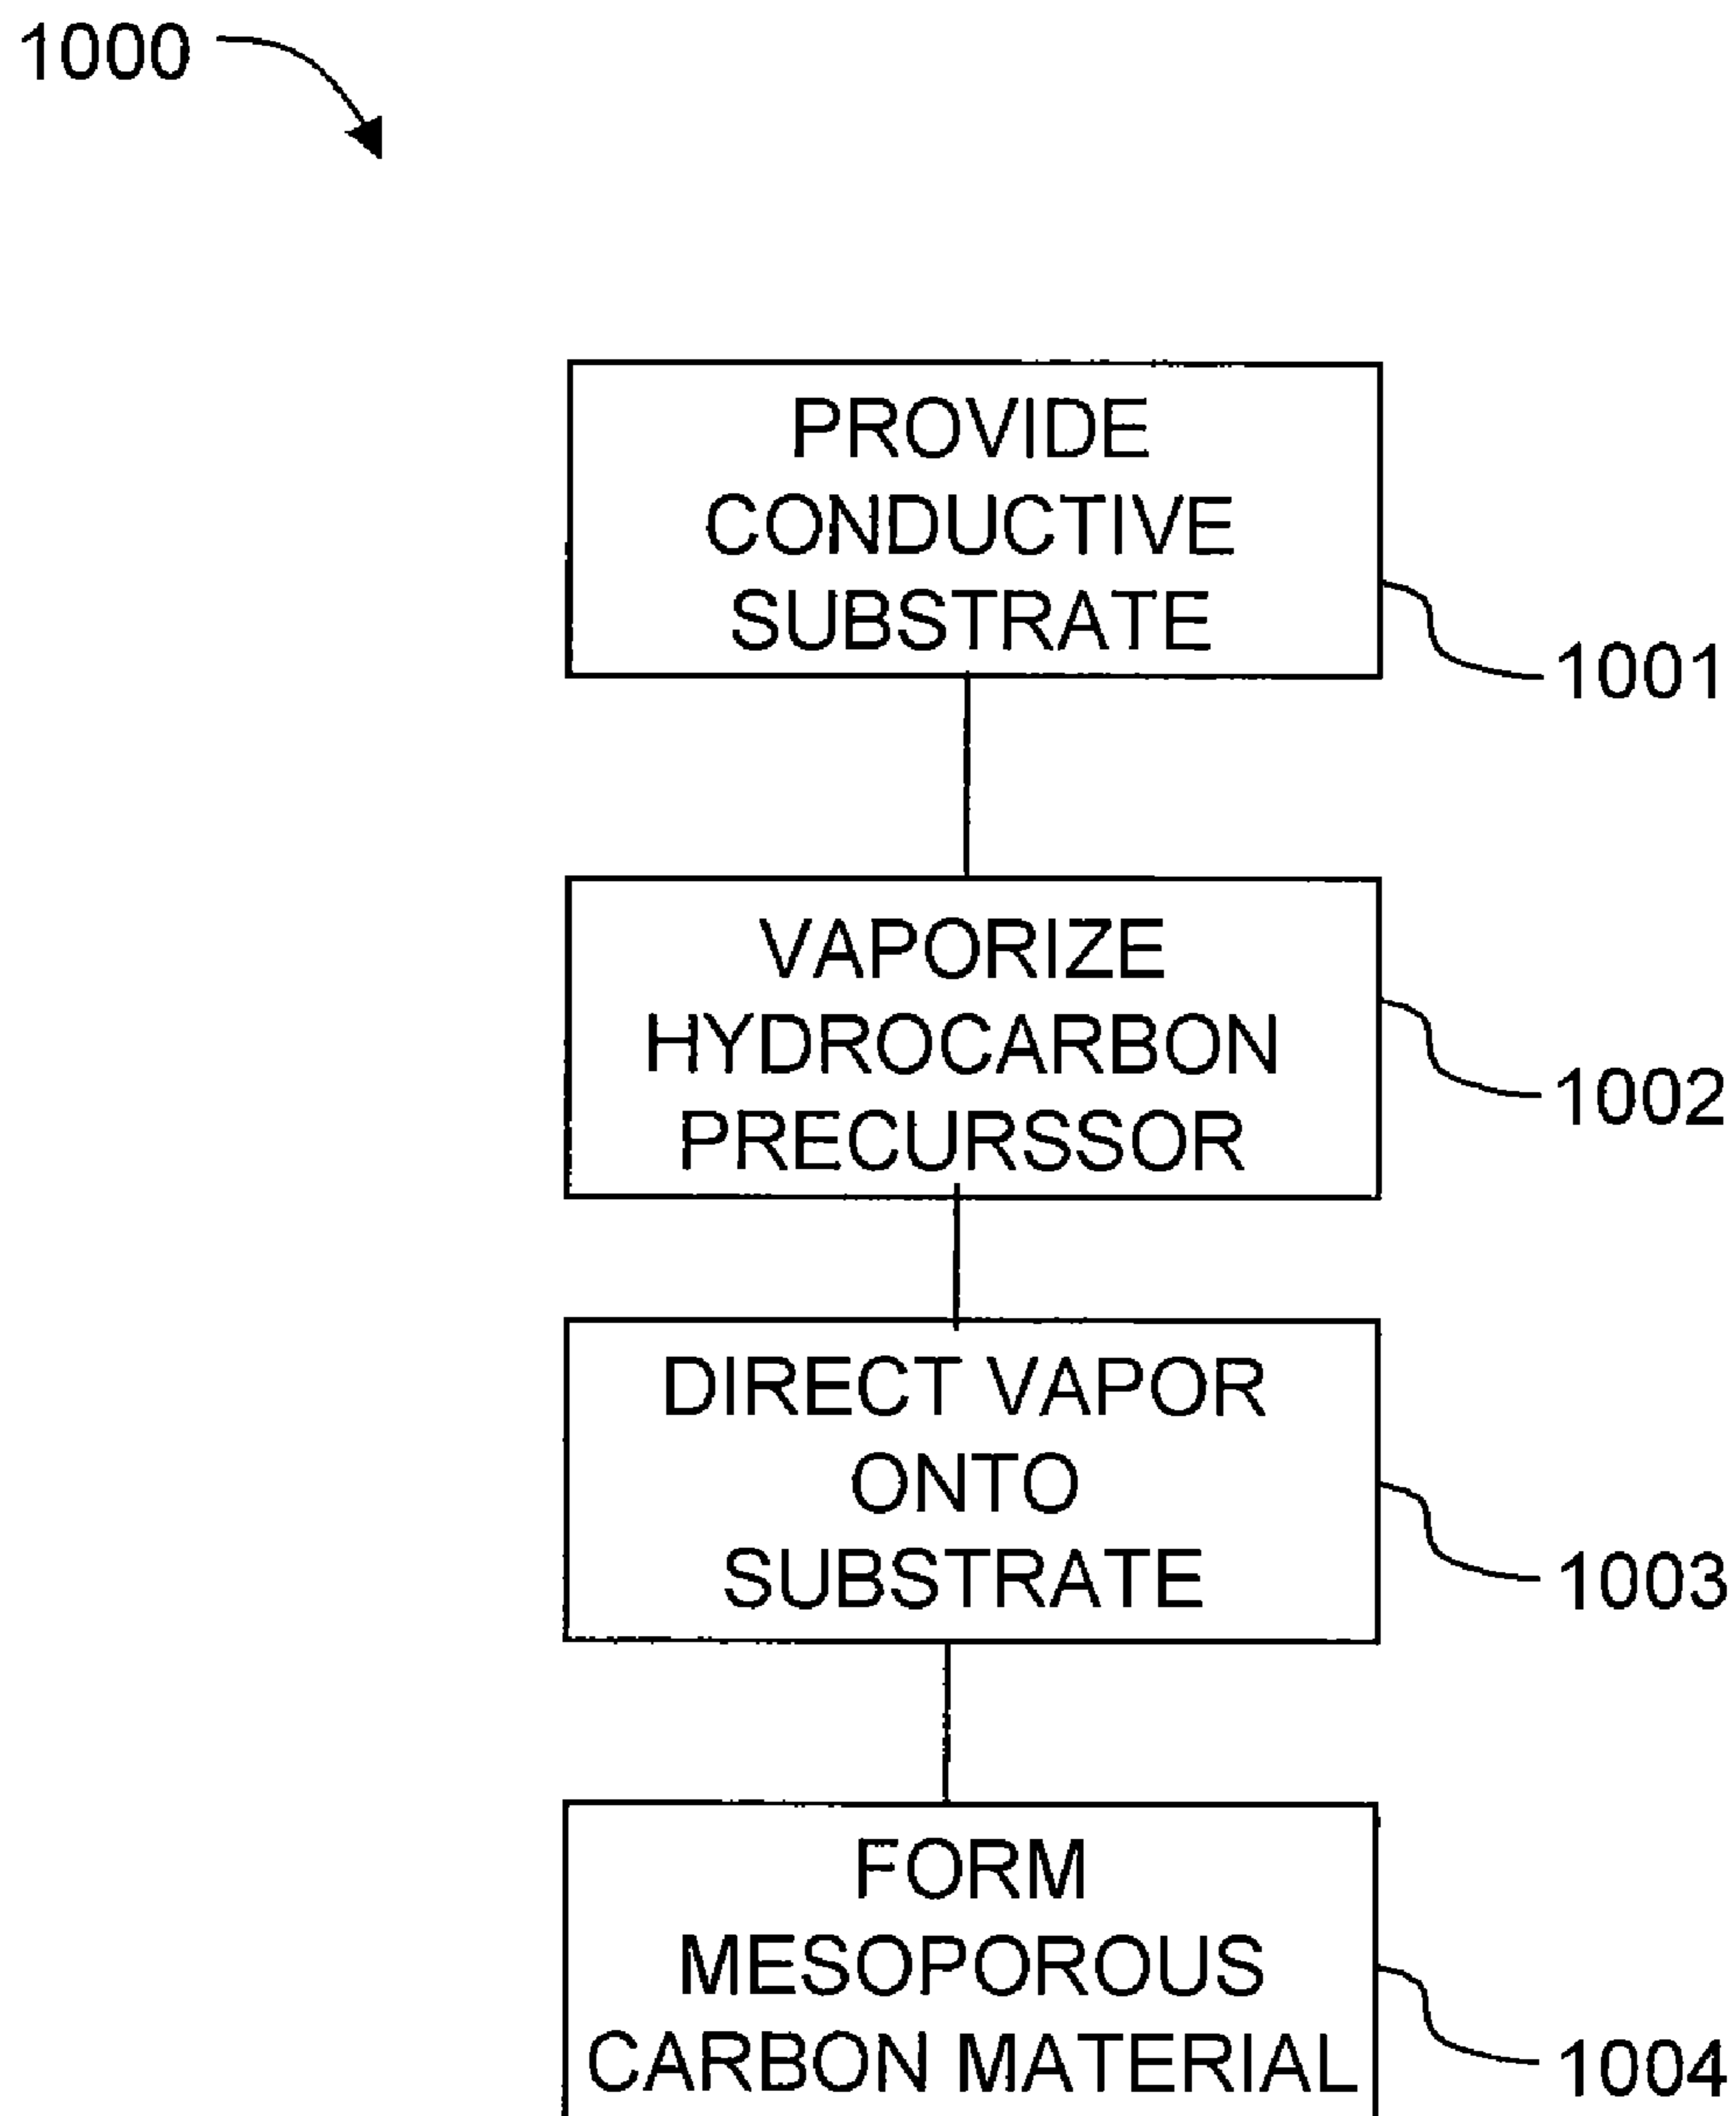 1000
PROVIDE
CONDUCTIVE
SUBSTRATE
1001
VAPORIZE
HYDROCARBON
PRECURSSOR
1002
DIRECT VAPOR
ONTO
SUBSTRATE
1003
FORM
MESOPOROUS
CARBON MATERIAL
1004